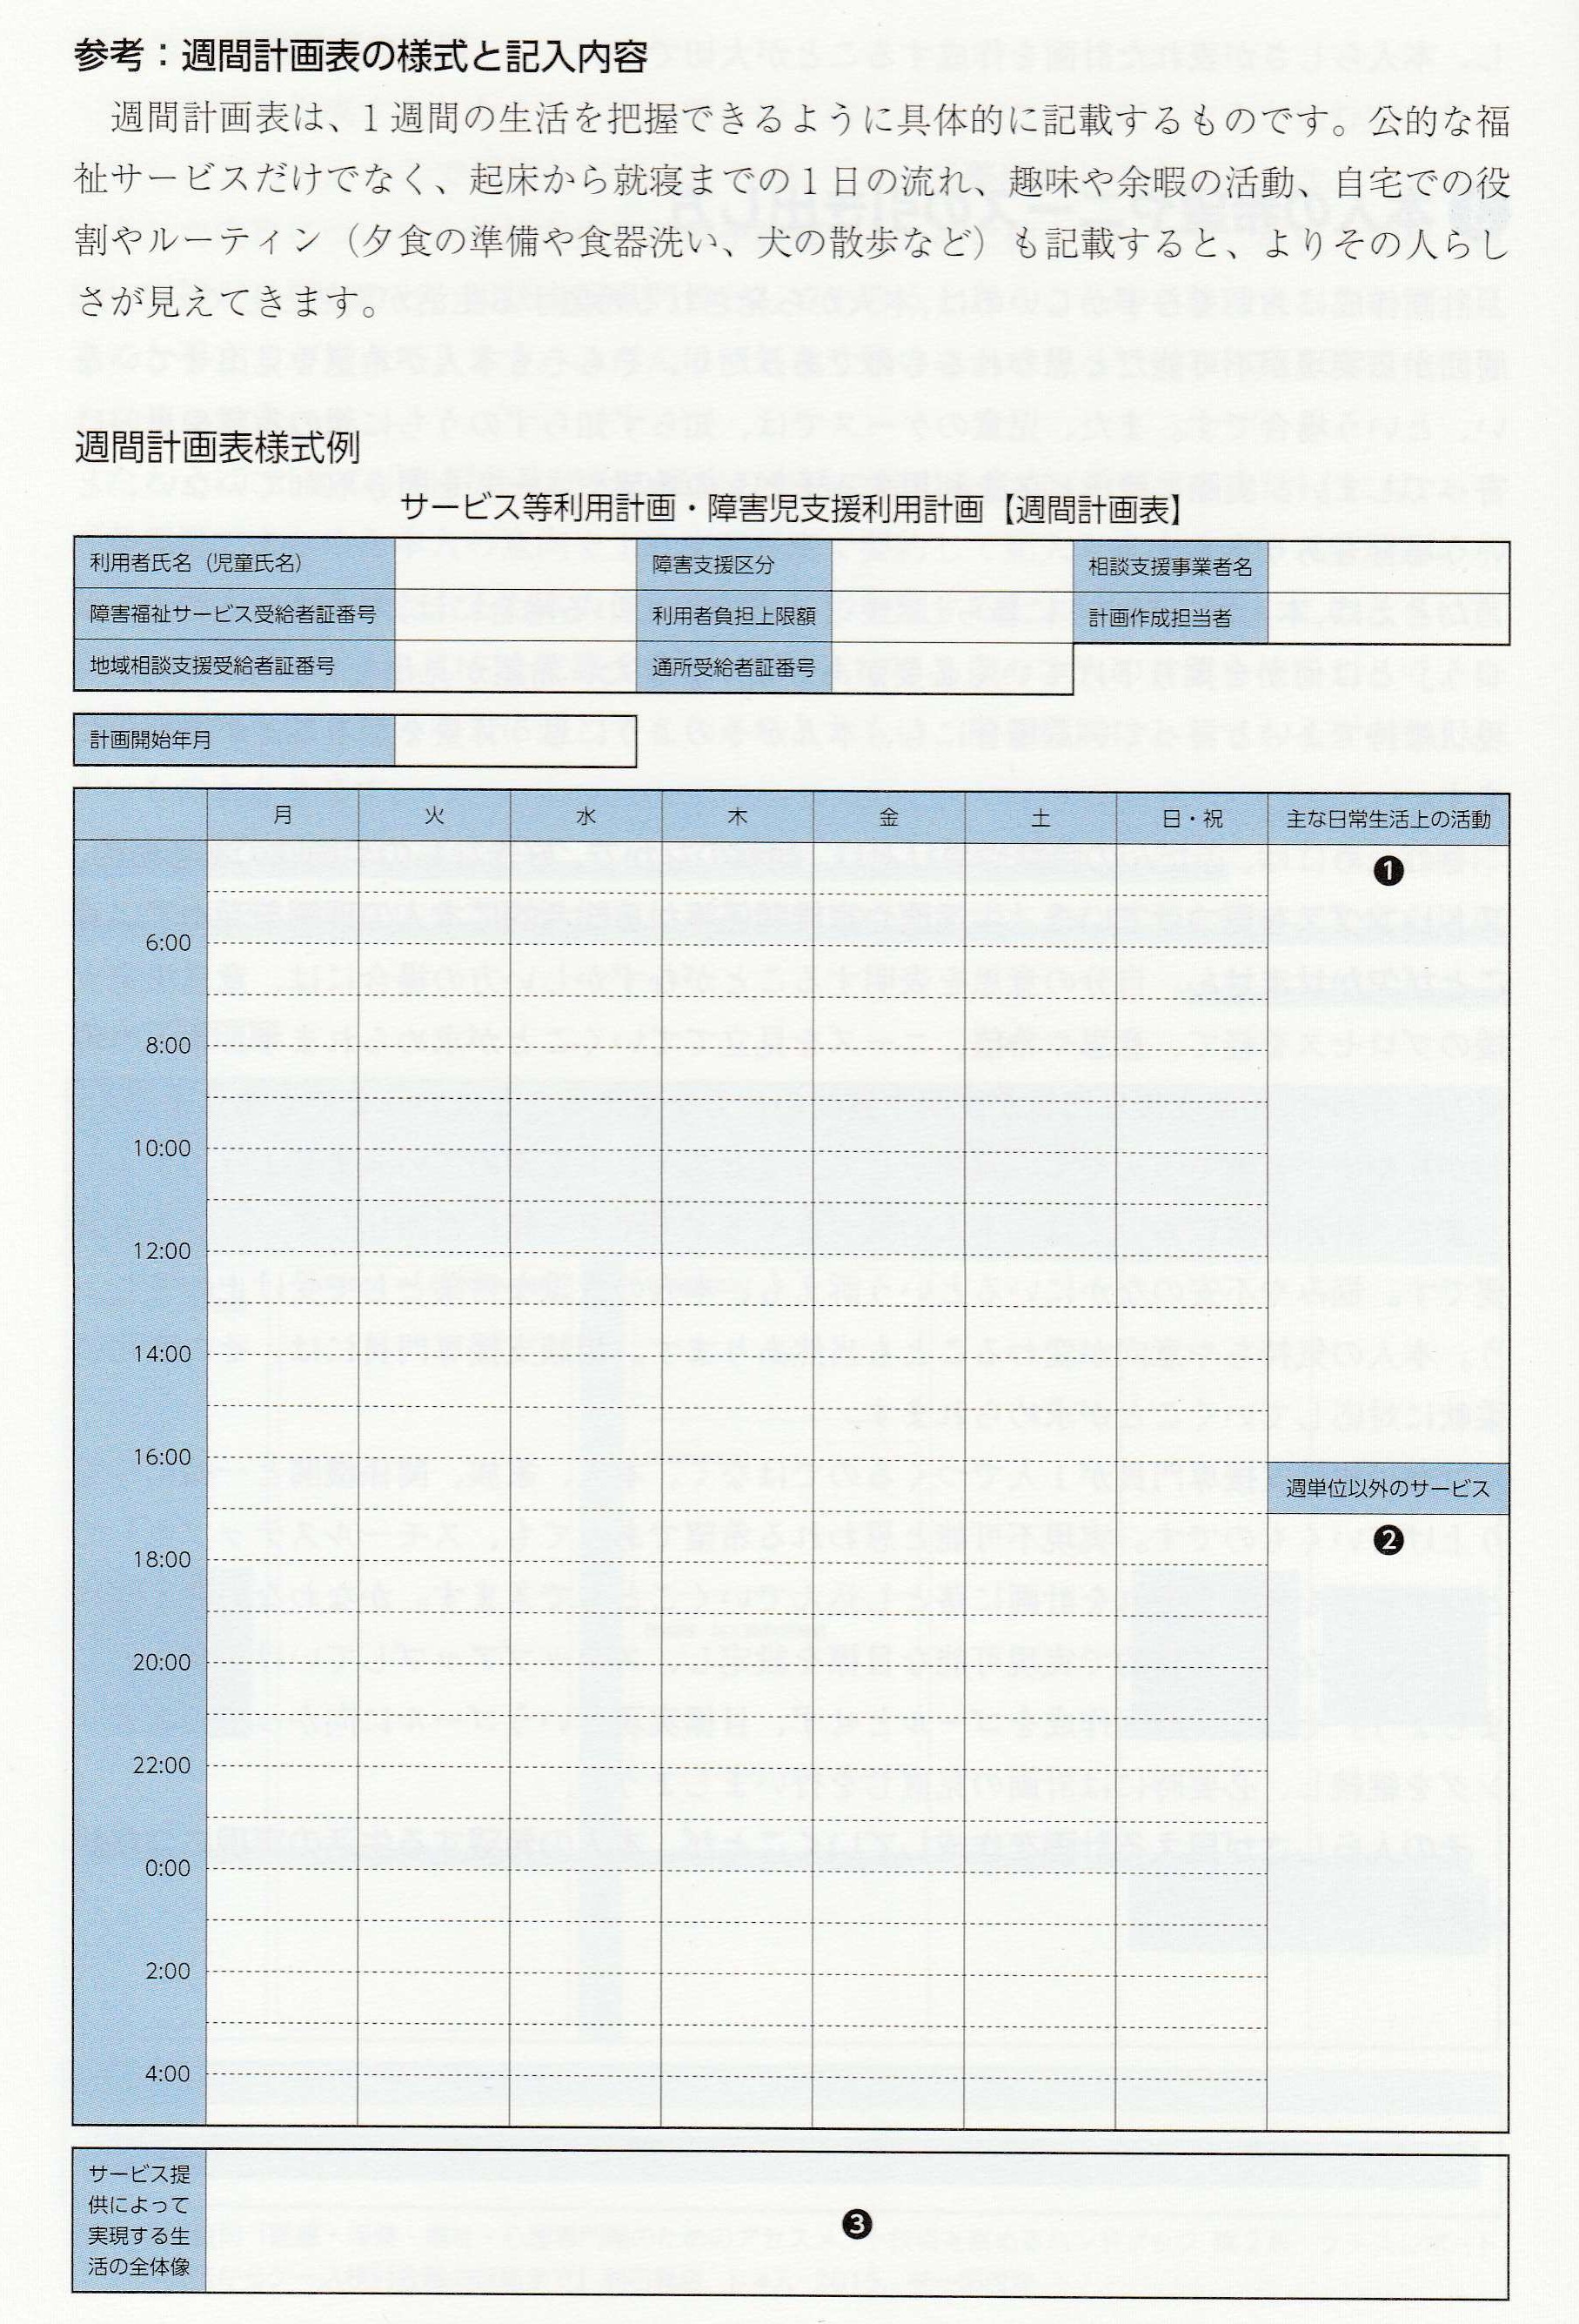 参考：週間計画表の様式と記入内容
週間計画表は、1週間の生活を把握できるように具体的に記載するものです。公的な福
祉サービスだけでなく、起床から就寝までの1日の流れ、趣味や余暇の活動、自宅での役
割やルーティン（夕食の準備や食器洗い、犬の散歩など）も記載すると、よりその人らし
さが見えてきます。
週間計画表様式例
サービス等利用計画・障害児支援利用計画【週間計画表】
利用者氏名（児童氏名） 障害支援区分 相談支援事業者名
障害福祉サービス受給者証番号 利用者負担上限額 計画作成担当者
地域相談支援受給者証番号 通所受給者証番号
計画開始年月
月 火 水 木 金 土 日・祝 主な日常生活上の活動
❶
6:00
8:00
10:00
12:00
14:00
16:00
週単位以外のサービス
❷
18:00
20:00
22:00
0:00
2:00
4:00
サービス提
供によって
実現する生
活の全体像
❸